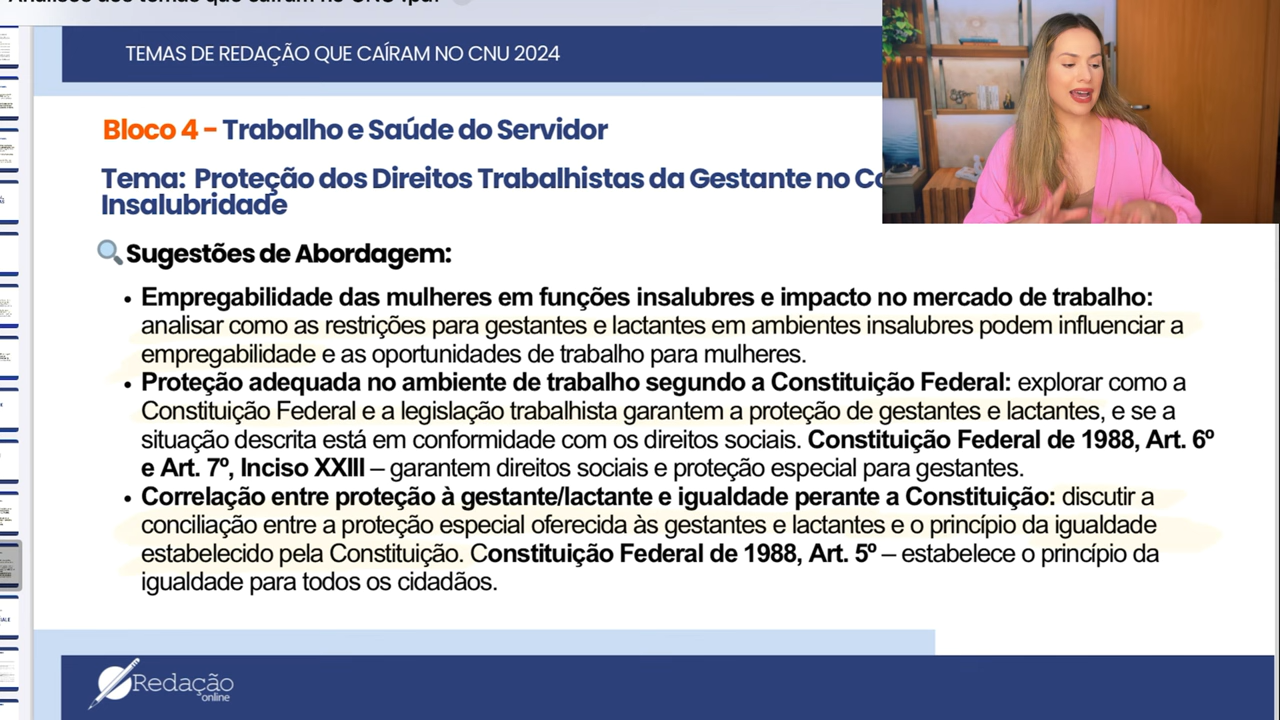 TEMAS DE REDAÇÃO QUE CAÍRAM NO CNU 2024
Bloco 4 - Trabalho e Saúde do Servidor
Tema: Proteção dos Direitos Trabalhistas da Gestante no
Insalubridade
Sugestões de Abordagem:
• Empregabilidade das mulheres em funções insalubres e impacto no mercado de trabalho:
analisar como as restrições para gestantes e lactantes em ambientes insalubres podem influenciar a
empregabilidade e as oportunidades de trabalho para mulheres.
• Proteção adequada no ambiente de trabalho segundo a Constituição Federal: explorar como a
Constituição Federal e a legislação trabalhista garantem a proteção de gestantes e lactantes, e se a
situação descrita está em conformidade com os direitos sociais. Constituição Federal de 1988, Art. 6º
e Art. 7º, Inciso XXIII – garantem direitos sociais e proteção especial para gestantes.
• Correlação entre proteção à gestante/lactante e igualdade perante a Constituição: discutir a
conciliação entre a proteção especial oferecida às gestantes e lactantes e o princípio da igualdade
estabelecido pela Constituição. Constituição Federal de 1988, Art. 5º – estabelece o princípio da
igualdade para todos os cidadãos.
Redação
online